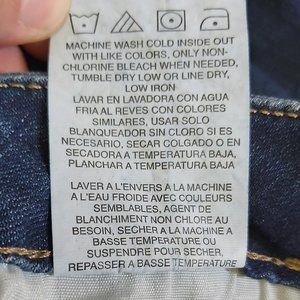 MACHINE WASH COLD INSIDE OUT
WITH LIKE COLORS, ONLY NON-
CHLORINE BLEACH WHEN NEEDED,
TUMBLE DRY LOW OR LINE DRY,
LOW IRON
LAVAR EN LAVADORA CON AGUA
FRIA AL REVES CON COLORES
SIMILARES, USAR SOLO
BLANQUEADOR SIN CLORO SI ES
NECESARIO, SECAR COLGADO O EN
SECADORA A TEMPERATURA BAJA,
PLANCHAR A TEMPERATURA BAJA
LAVER A L'ENVERS À LA MACHINE
A L'EAU FROIDE AVEC COULEURS
SEMBLABLES, AGENT DE
BLANCHIMENT NON CHLORE AU
BESOIN, SECHER A LA MACHINE A
BASSE TEMPERATURE OU
SUSPENDRE POUR SÉCHER,
REPASSER A BASSE TEMPERATURE